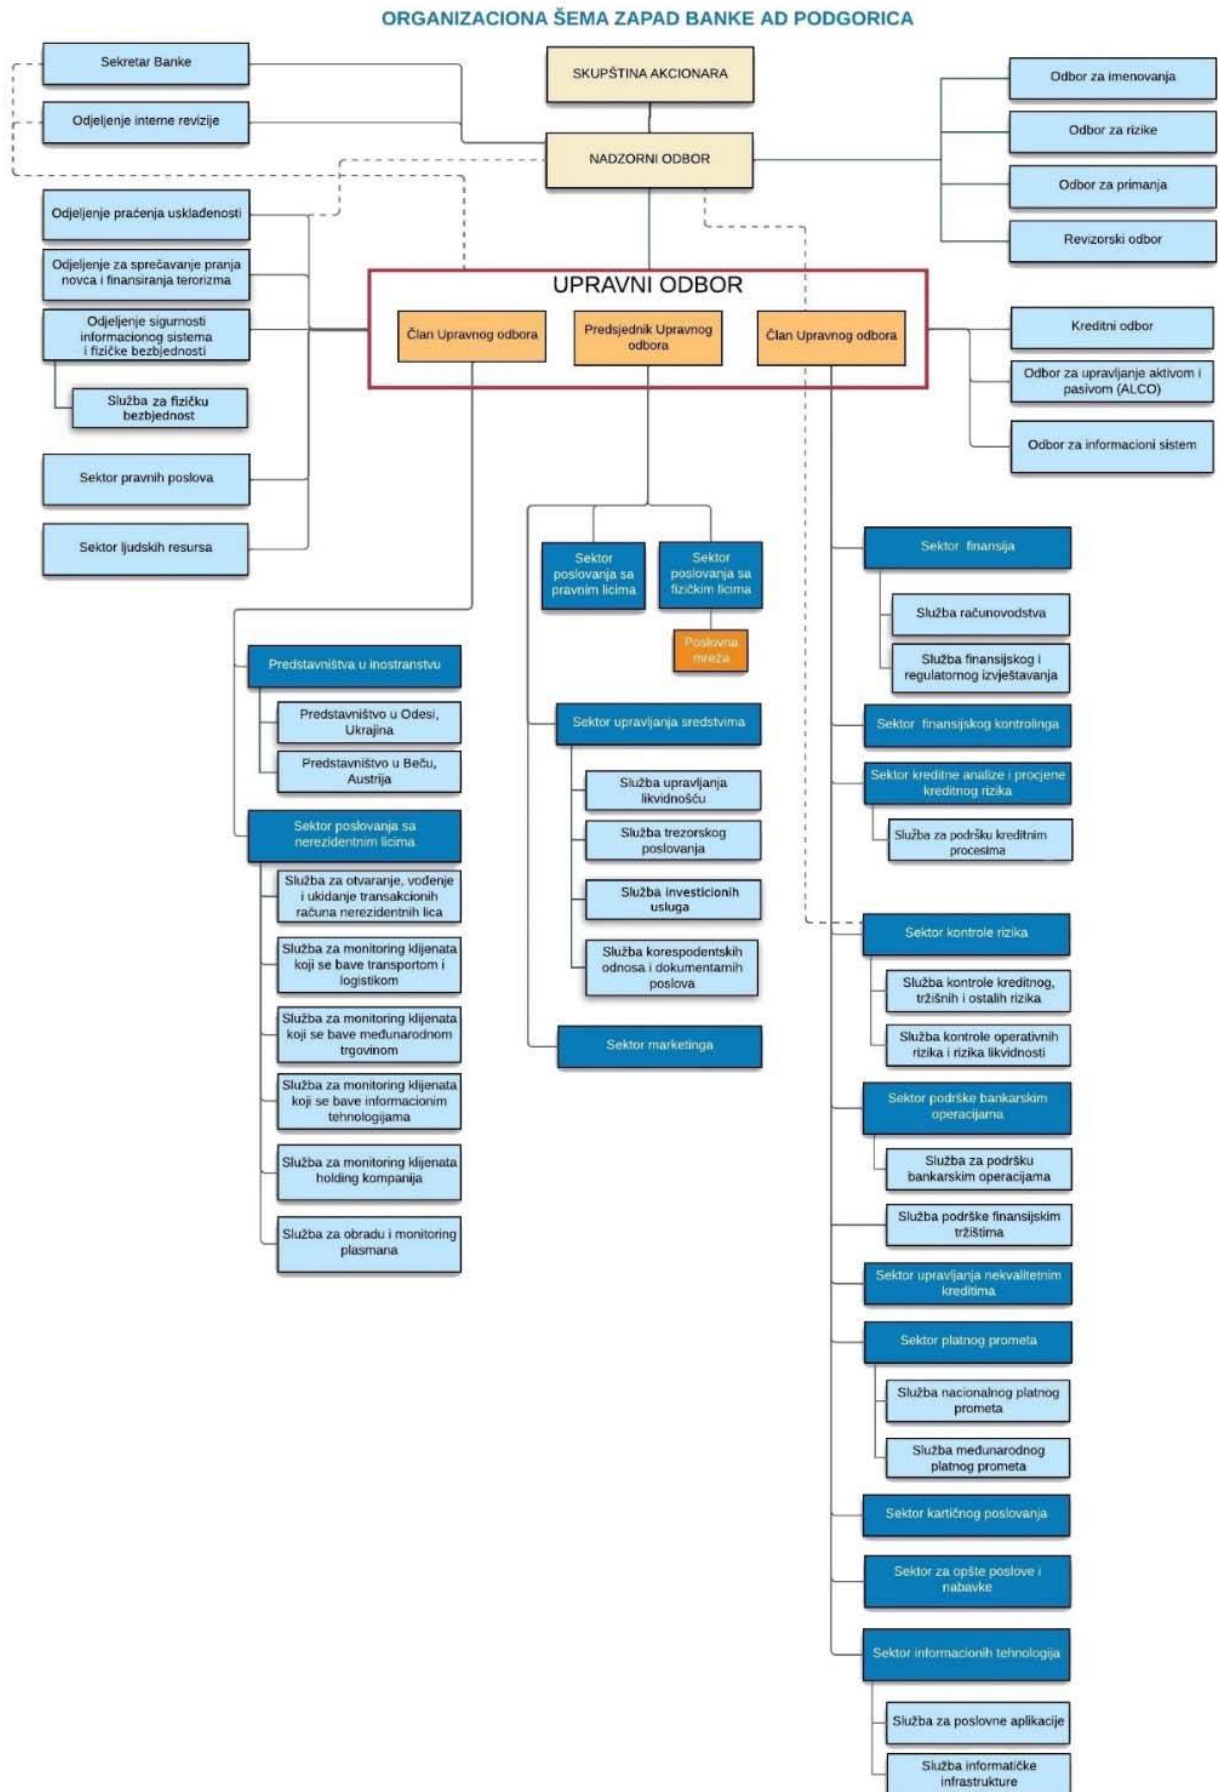 ORGANIZACIONA ŠEMA ZAPAD BANKE AD PODGORICA
SKUPŠTINA AKCIONARA
NADZORNI ODBOR
Sekretar Banke
Odjeljenje interne revizije
Odbor za imenovanja
Odbor za rizike
Odbor za primanja
Revizorski odbor
Odjeljenje praćenja usklađenosti
Odjeljenje za sprečavanje pranja
novca i finansiranja terorizma
Odjeljenje sigurnosti
informacionog sistema
i fizičke bezbjednosti
Služba za fizičku
bezbjednost
Sektor pravnih poslova
Sektor ljudskih resursa
UPRAVNI ODBOR
Član Upravnog odbora
Predsjednik Upravnog
odbora
Član Upravnog odbora
Kreditni odbor
Odbor za upravljanje aktivom i
pasivom (ALCO)
Odbor za informacioni sistem
Predstavništva u inostranstvu
Predstavništvo u Odesi,
Ukrajina
Predstavništvo u Beču,
Austrija
Sektor poslovanja sa
nerezidentnim licima
Služba za otvaranje, vođenje
i ukidanje transakcionih
računa nerezidentnih lica
Služba za monitoring klijenata
koji se bave transportom i
logistikom
Služba za monitoring klijenata
koji se bave međunarodnom
trgovinom
Služba za monitoring klijenata
koji se bave informacionim
tehnologijama
Služba za monitoring klijenata
holding kompanija
Služba za obradu i monitoring
plasmana
Sektor
poslovanja sa
pravnim licima
Sektor
poslovanja sa
fizičkim licima
Poslovna
mreža
Sektor upravljanja sredstvima
Služba upravljanja
likvidnošću
Služba trezorskog
poslovanja
Služba investicionih
usluga
Služba korespodentskih
odnosa i dokumentarnih
poslova
Sektor marketinga
Sektor finansija
Služba računovodstva
Služba finansijskog i
regulatornog izvještavanja
Sektor finansijskog kontrolinga
Sektor kreditne analize i procjene
kreditnog rizika
Služba za podršku kreditnim
procesima
Sektor kontrole rizika
Služba kontrole kreditnog,
tržišnih i ostalih rizika
Služba kontrole operativnih
rizika i rizika likvidnosti
Sektor podrške bankarskim
operacijama
Služba za podršku
bankarskim operacijama
Služba podrške finansijskim
tržištima
Sektor upravljanja nekvalitetnim
kreditima
Sektor platnog prometa
Služba nacionalnog platnog
prometa
Služba međunarodnog
platnog prometa
Sektor kartičnog poslovanja
Sektor za opšte poslove i
nabavke
Sektor informacionih tehnologija
Služba za poslovne aplikacije
Služba informatičke
infrastrukture